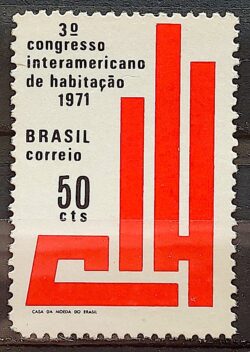 3º
congresso
interamericano
de habitação
1971
BRASIL
correio
50
cts
CASA DA MOEDA DO BRASIL